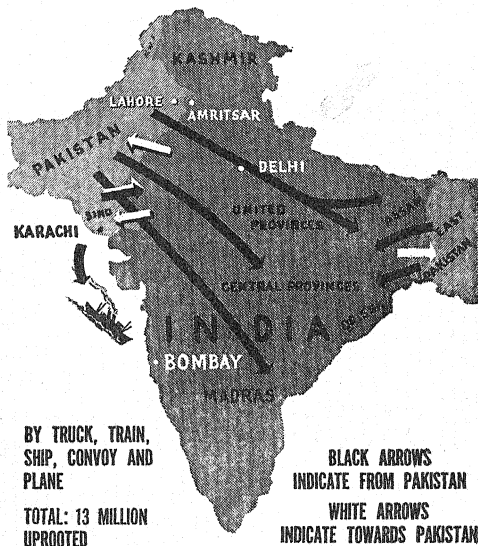 KASHMIR
LAHORE
AMRITSAR
PAKISTAN
DELHI
SIND
UNITED
PROVINCES
ASSAM
EAST
PAKISTAN
KARACHI
CENTRAL PROVINCES
INDIA
BOMBAY
MADRAS
BY TRUCK, TRAIN,
SHIP, CONVOY AND
PLANE
TOTAL: 13 MILLION
UPROOTED
BLACK ARROWS
INDICATE FROM PAKISTAN
WHITE ARROWS
INDICATE TOWARDS PAKISTAN